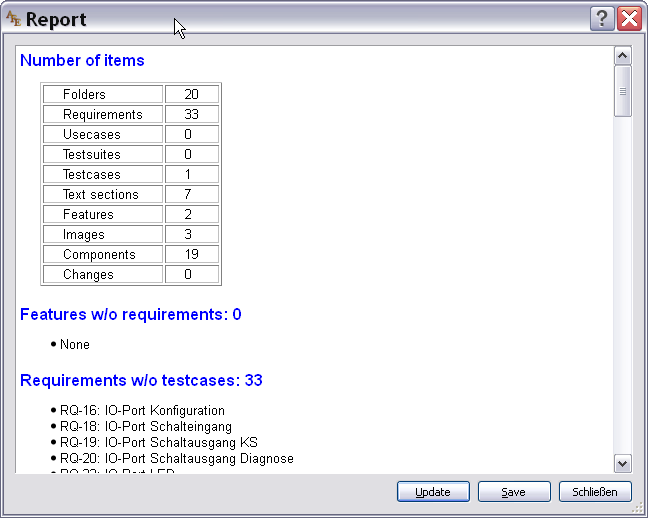 AFE Report
Number of items
Folders 20
Requirements 33
Usecases 0
Testsuites 0
Testcases 1
Text sections 7
Features 2
Images 3
Components 19
Changes 0
Features w/o requirements: 0
• None
Requirements w/o testcases: 33
• RQ-16: IO-Port Konfiguration
• RQ-18: IO-Port Schalteingang
• RQ-19: IO-Port Schaltausgang KS
• RQ-20: IO-Port Schaltausgang Diagnose
Update Save Schließen